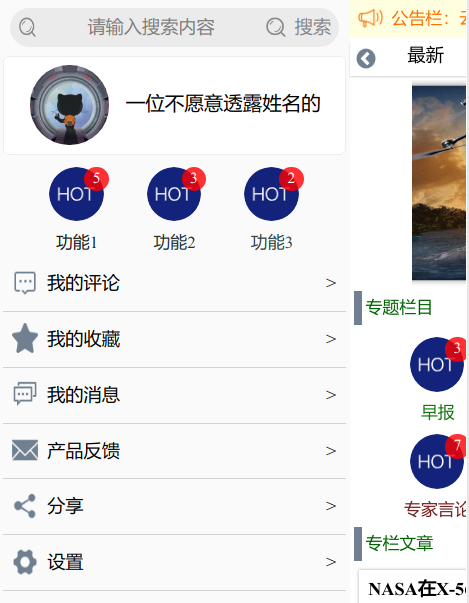 请输入搜索内容
搜索
一位不愿意透露姓名的
HOT 5
HOT 3
HOT 2
功能1
功能2
功能3
我的评论 >
我的收藏 >
我的消息 >
产品反馈 >
分享 >
设置 >
公告栏：
最新
专题栏目
HOT 3
早报
HOT 7
专家言论
专栏文章
NASA在X-5